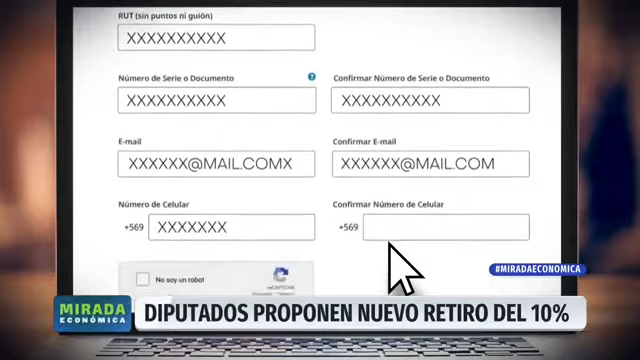 RUT (sin puntos ni guión)
XXXXXXXXXX
Número de Serie o Documento ? Confirmar Número de Serie o Documento
XXXXXXXXXX XXXXXXXXXX
E-mail Confirmar E-mail
XXXXXX@MAIL.COMX XXXXXX@MAIL.COM
Número de Celular Confirmar Número de Celular
+569 XXXXXXX +569
No soy un robot
reCAPTCHA
#MIRADAECONOMICA
MIRADA
ECONÓMICA
DIPUTADOS PROPONEN NUEVO RETIRO DEL 10%